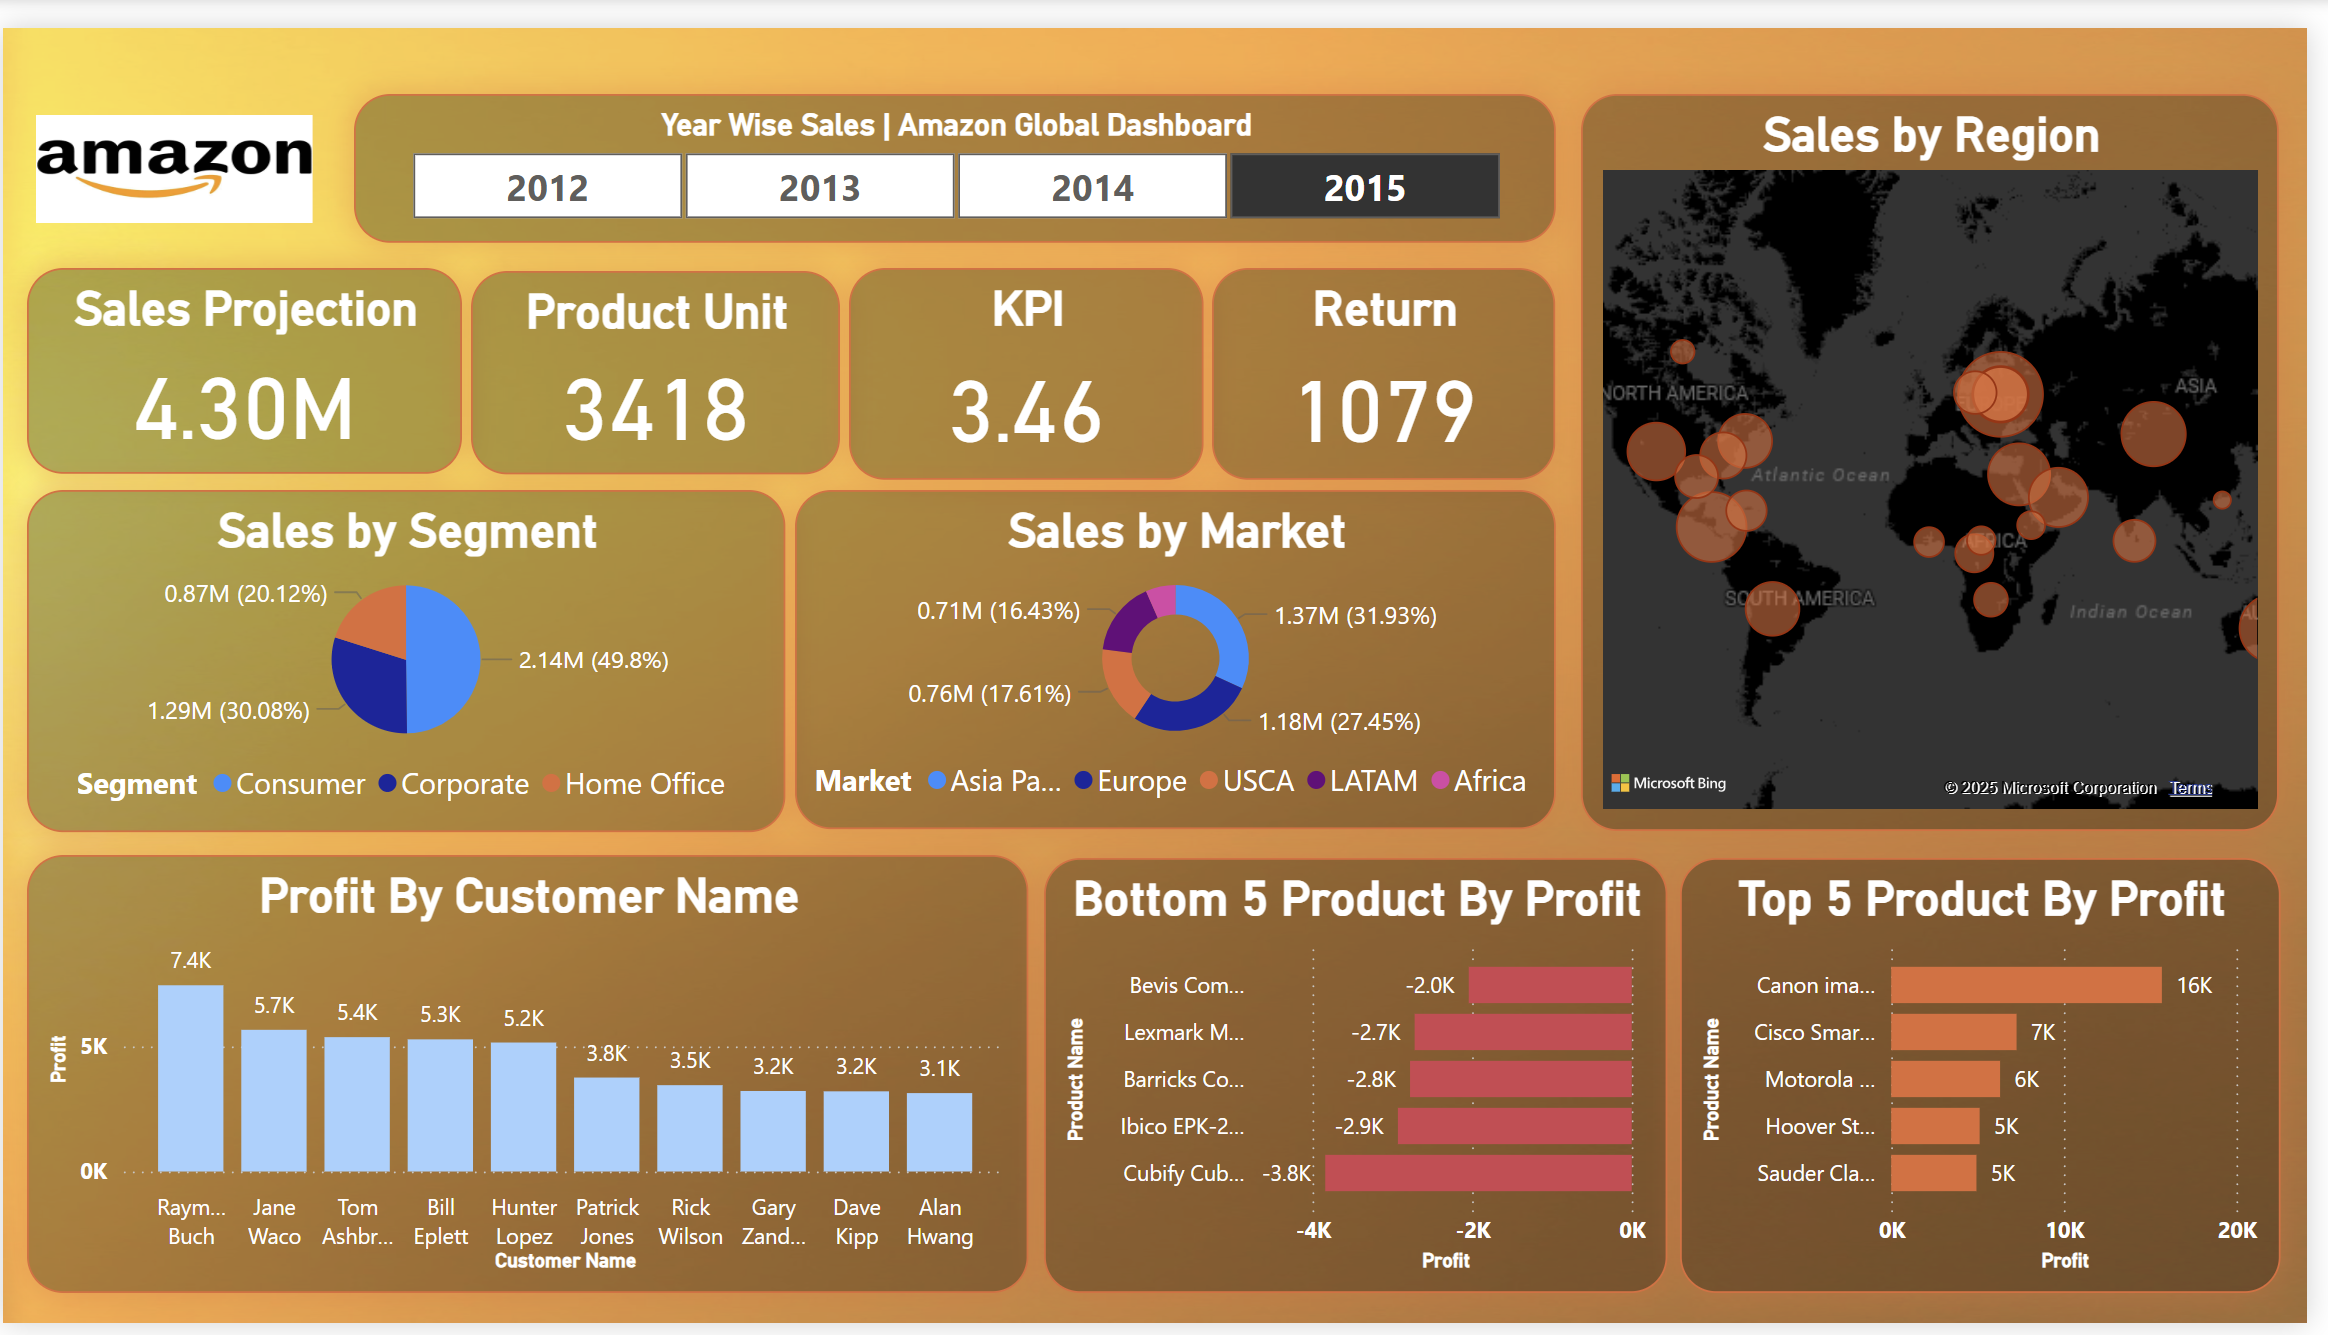 amazon
Year Wise Sales | Amazon Global Dashboard
2012
2013
2014
2015
Sales Projection
4.30M
Product Unit
3418
KPI
3.46
Return
1079
Sales by Region
NORTH AMERICA
ASIA
Atlantic Ocean
AFRICA
SOUTH AMERICA
Indian Ocean
AU
Microsoft Bing
© 2025 Microsoft Corporation Terms
Sales by Segment
0.87M (20.12%)
2.14M (49.8%)
1.29M (30.08%)
Segment Consumer Corporate Home Office
Sales by Market
0.71M (16.43%)
1.37M (31.93%)
0.76M (17.61%)
1.18M (27.45%)
Market Asia Pa... Europe USCA LATAM Africa
Profit By Customer Name
Profit
5K
0K
7.4K
5.7K
5.4K
5.3K
5.2K
3.8K
3.5K
3.2K
3.2K
3.1K
Raym...
Buch
Jane
Waco
Tom
Ashbr...
Bill
Eplett
Hunter
Lopez
Patrick
Jones
Rick
Wilson
Gary
Zand...
Dave
Kipp
Alan
Hwang
Customer Name
Bottom 5 Product By Profit
Product Name
Bevis Com... -2.0K
Lexmark M... -2.7K
Barricks Co... -2.8K
Ibico EPK-2... -2.9K
Cubify Cub... -3.8K
-4K -2K 0K
Profit
Top 5 Product By Profit
Product Name
Canon ima... 16K
Cisco Smar... 7K
Motorola ... 6K
Hoover St... 5K
Sauder Cla... 5K
0K 10K 20K
Profit